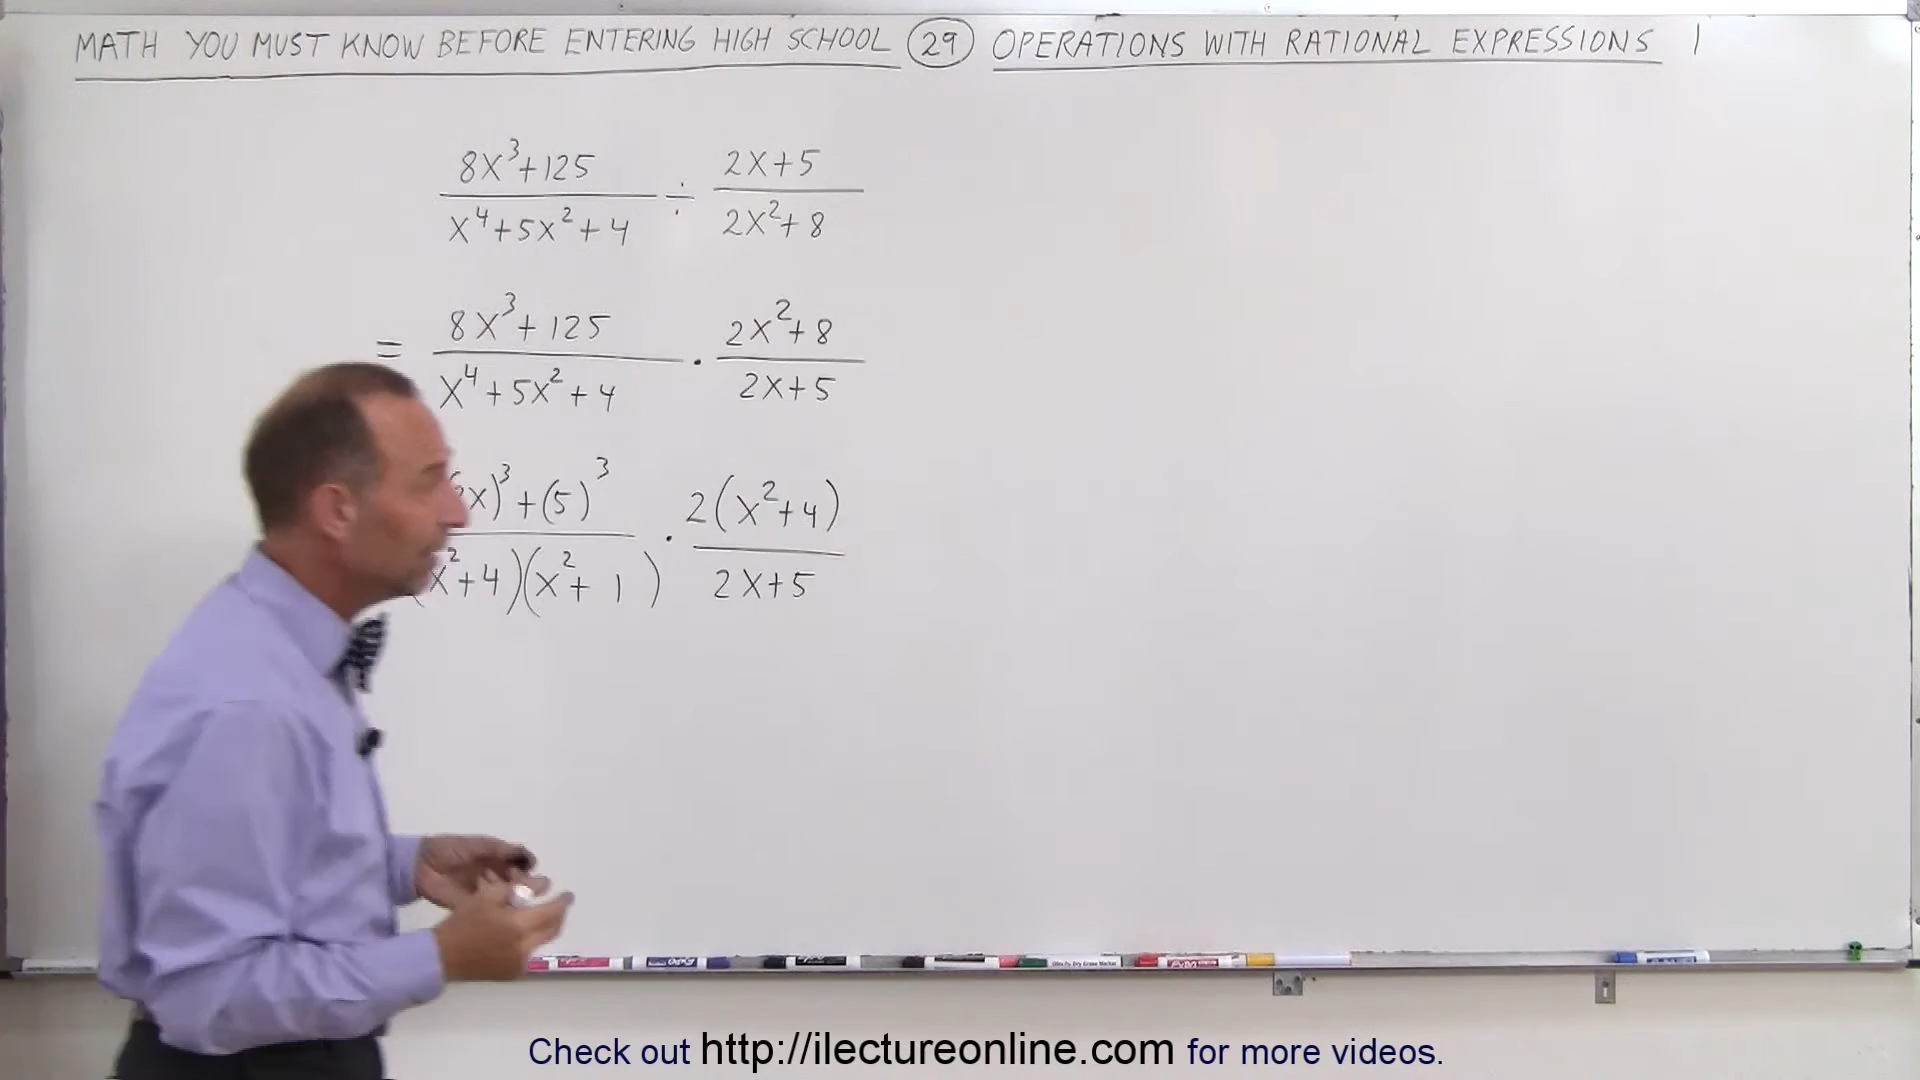 MATH YOU MUST KNOW BEFORE ENTERING HIGH SCHOOL 29 OPERATIONS WITH RATIONAL EXPRESSIONS 1
8X³+125 / X⁴+5X²+4 ÷ 2X+5 / 2X²+8
= 8X³+125 / X⁴+5X²+4 · 2X²+8 / 2X+5
X)³+(5)³ / (X²+4)(X²+1) · 2(X²+4) / 2X+5
EXPO
EXPO
Check out http://ilectureonline.com for more videos.